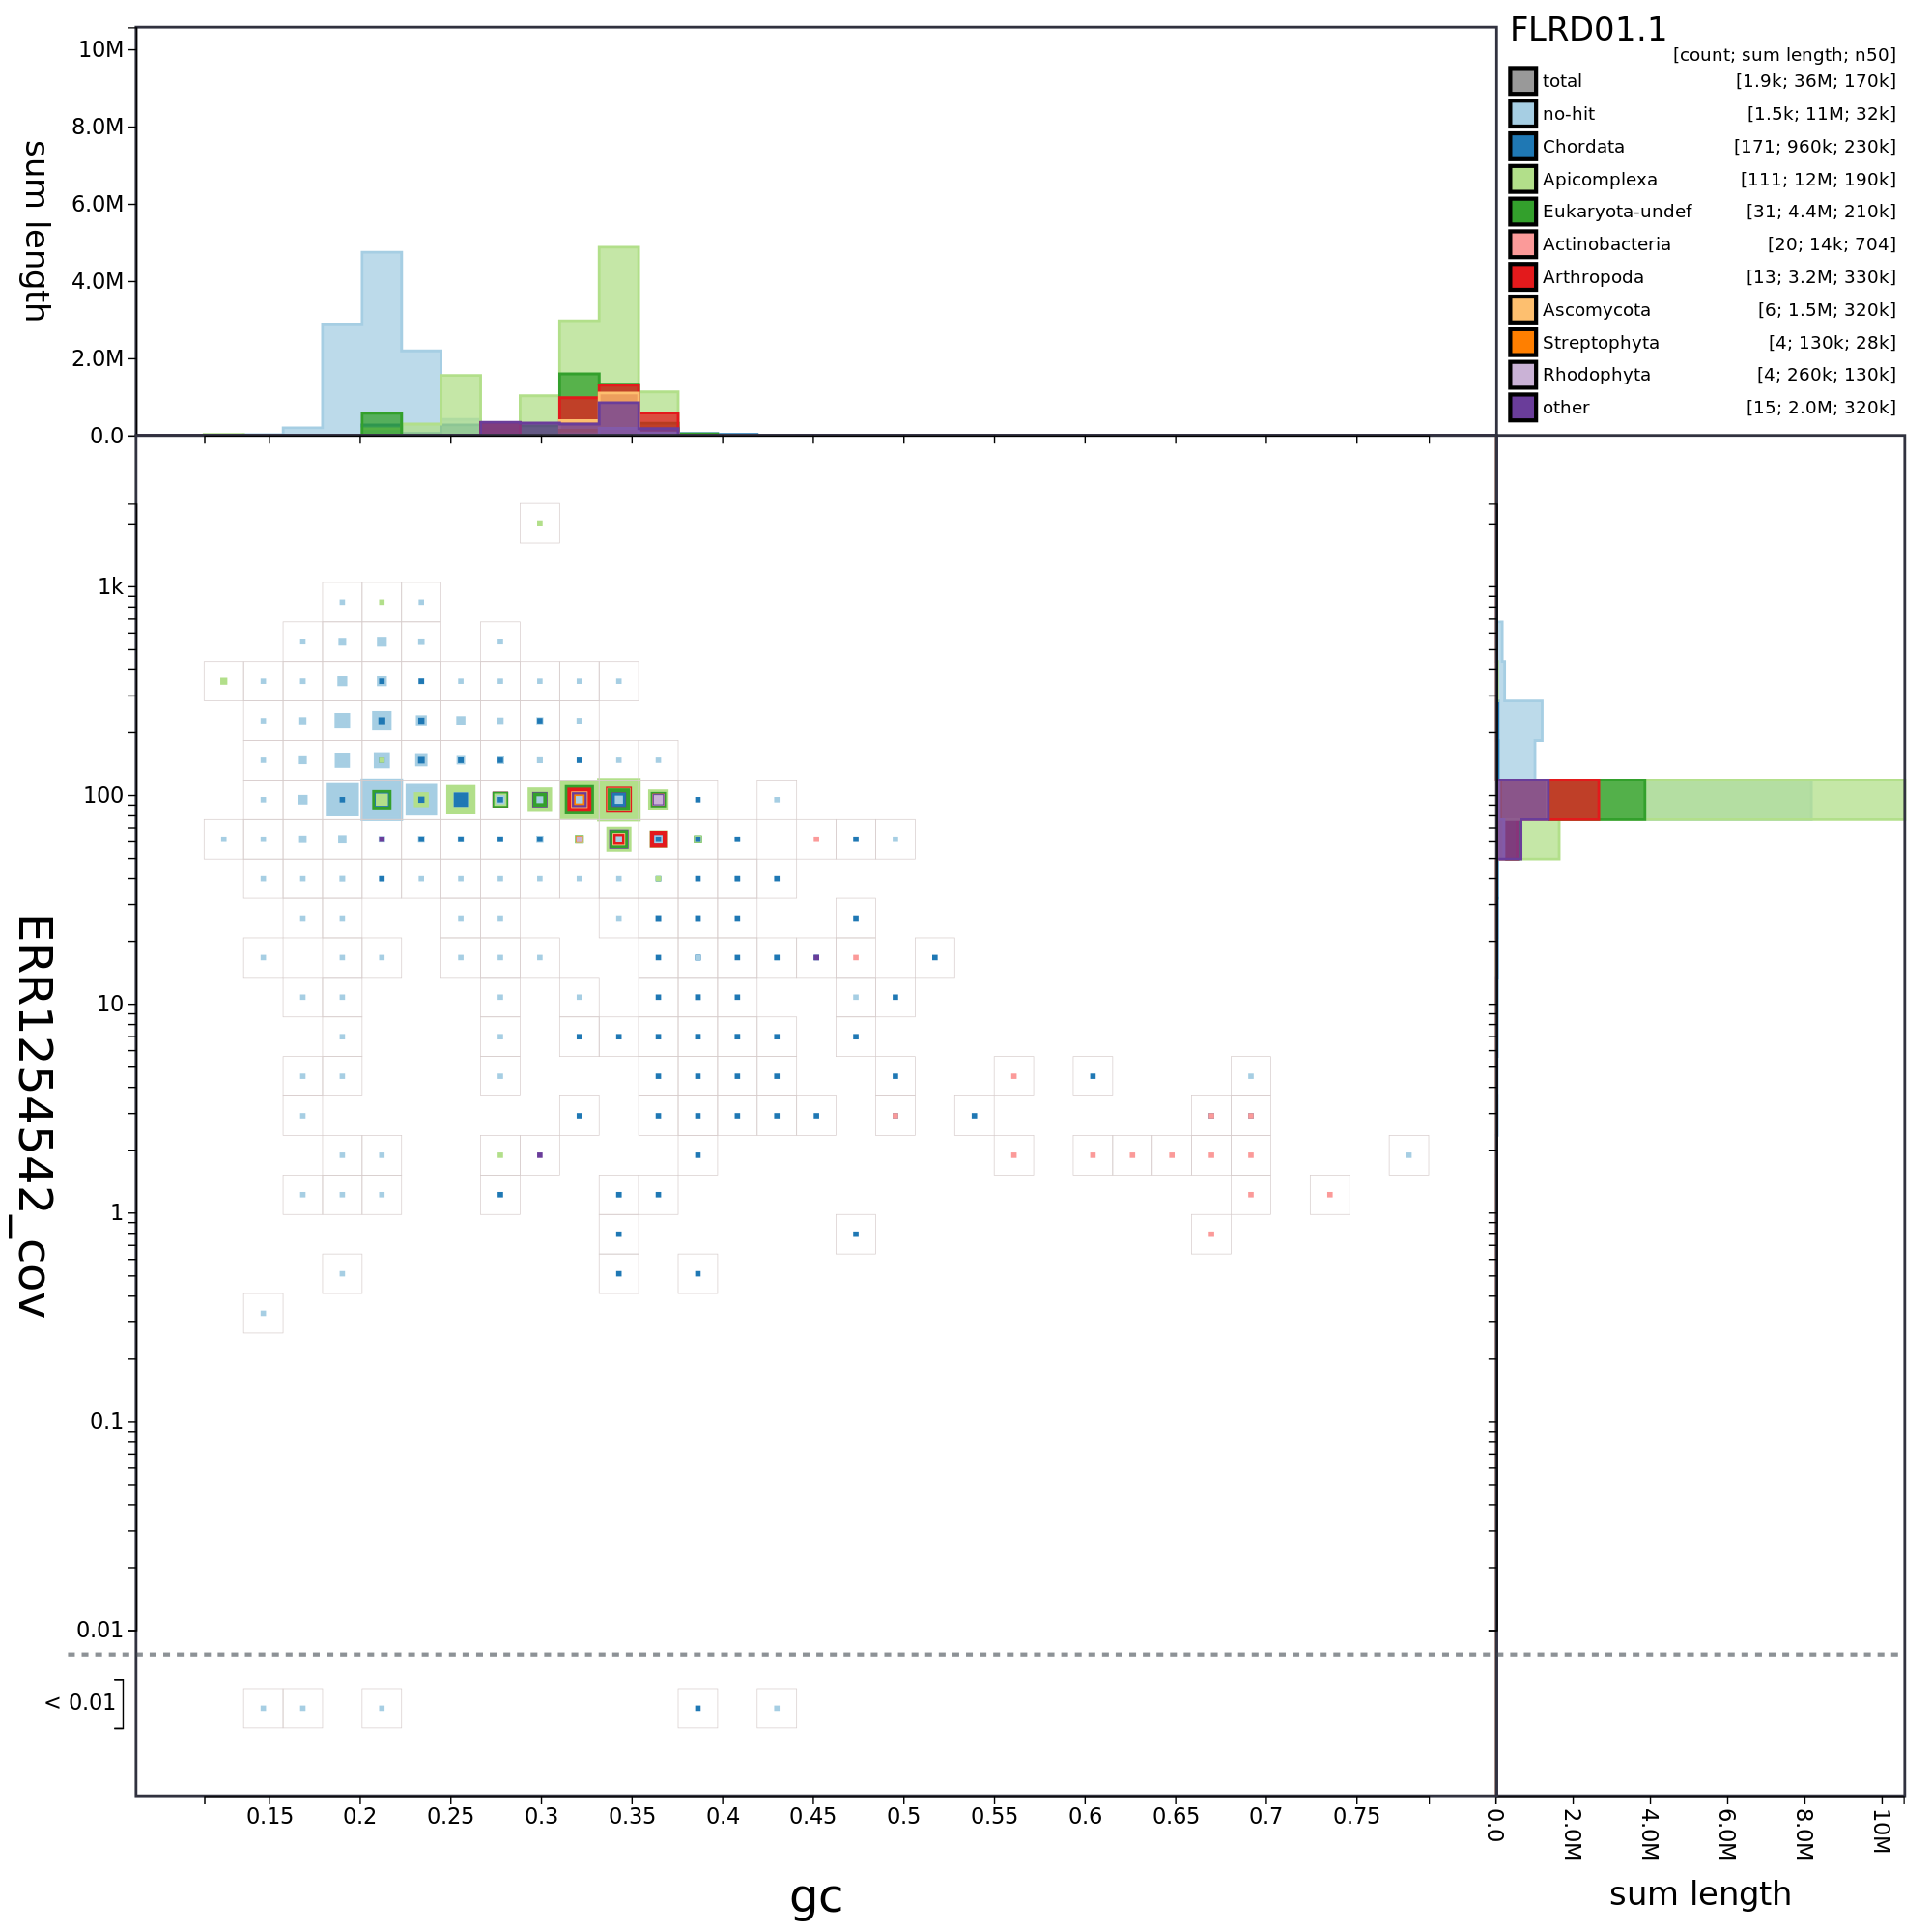 FLRD01.1
[count; sum length; n50]
total [1.9k; 36M; 170k]
no-hit [1.5k; 11M; 32k]
Chordata [171; 960k; 230k]
Apicomplexa [111; 12M; 190k]
Eukaryota-undef [31; 4.4M; 210k]
Actinobacteria [20; 14k; 704]
Arthropoda [13; 3.2M; 330k]
Ascomycota [6; 1.5M; 320k]
Streptophyta [4; 130k; 28k]
Rhodophyta [4; 260k; 130k]
other [15; 2.0M; 320k]
sum length
10M
8.0M
6.0M
4.0M
2.0M
0.0
ERR1254542_cov
1k
100
10
1
0.1
0.01
< 0.01
0.15 0.2 0.25 0.3 0.35 0.4 0.45 0.5 0.55 0.6 0.65 0.7 0.75
gc
0.0 2.0M 4.0M 6.0M 8.0M 10M
sum length